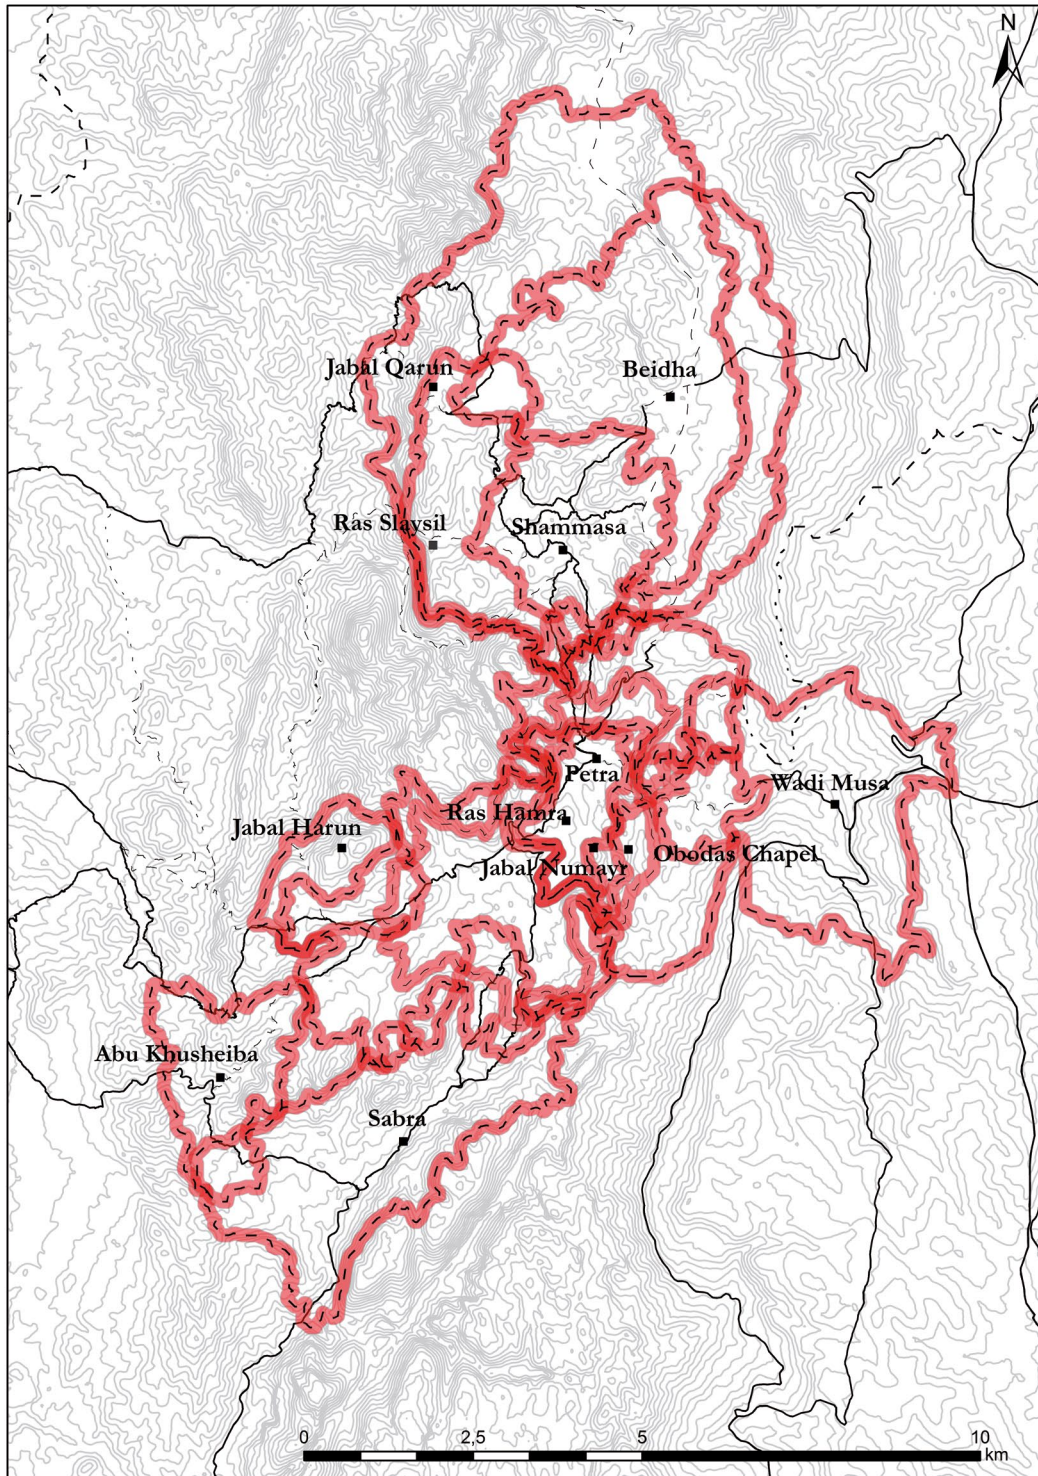 N
Jabal Qarun
Beidha
Ras Slaysil
Shammasa
Petra
Wadi Musa
Ras Hamra
Jabal Harun
Obodas Chapel
Jabal Numayr
Abu Khusheiba
Sabra
0 2,5 5 10
km